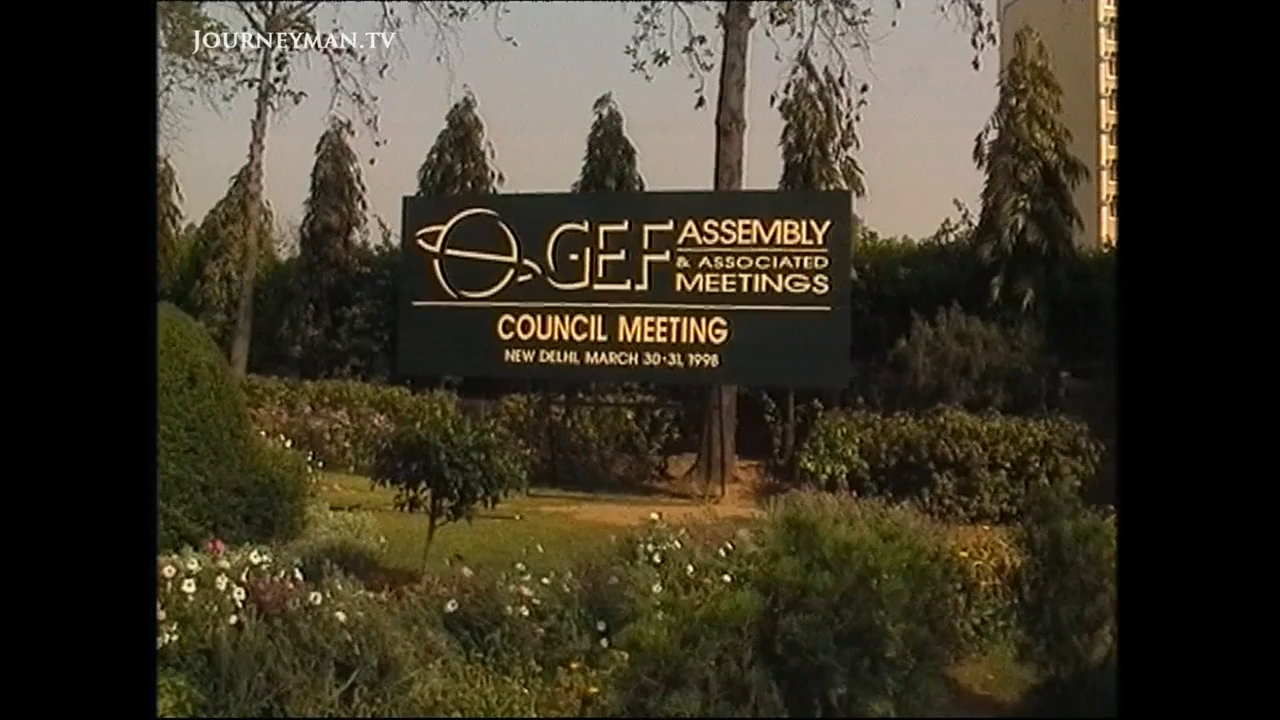 JOURNEYMAN.TV
GEF ASSEMBLY
& ASSOCIATED
MEETINGS
COUNCIL MEETING
NEW DELHI, MARCH 30-31, 1998